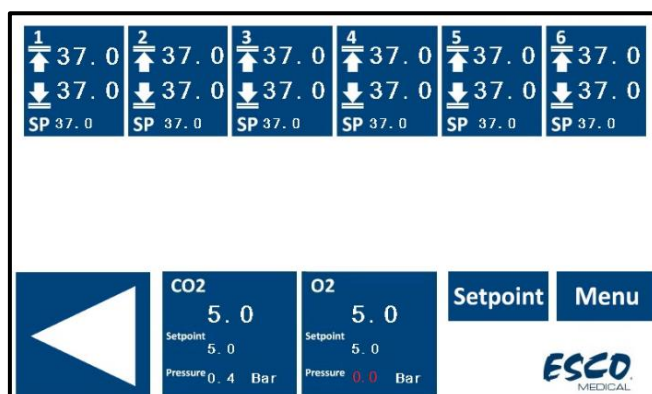 1 2 3 4 5 6
37.0 37.0 37.0 37.0 37.0 37.0
37.0 37.0 37.0 37.0 37.0 37.0
SP 37.0 SP 37.0 SP 37.0 SP 37.0 SP 37.0 SP 37.0
CO2
5.0
Setpoint
5.0
Pressure 0.4 Bar
O2
5.0
Setpoint
5.0
Pressure 0.0 Bar
Setpoint
Menu
ESCO
MEDICAL